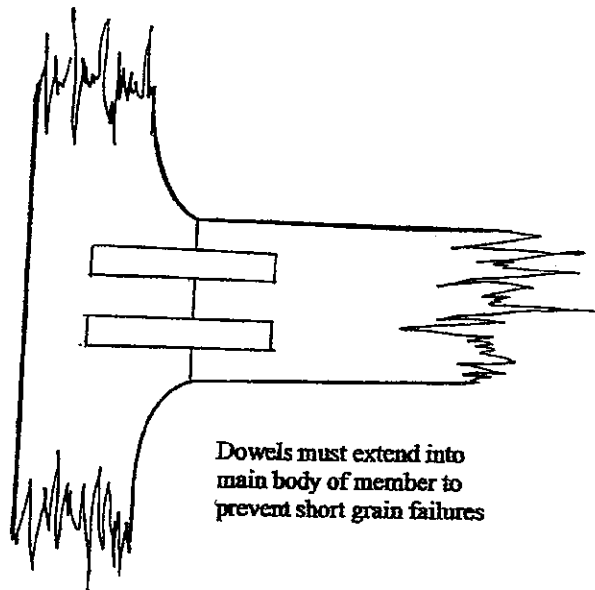 Dowels must extend into
main body of member to
prevent short grain failures